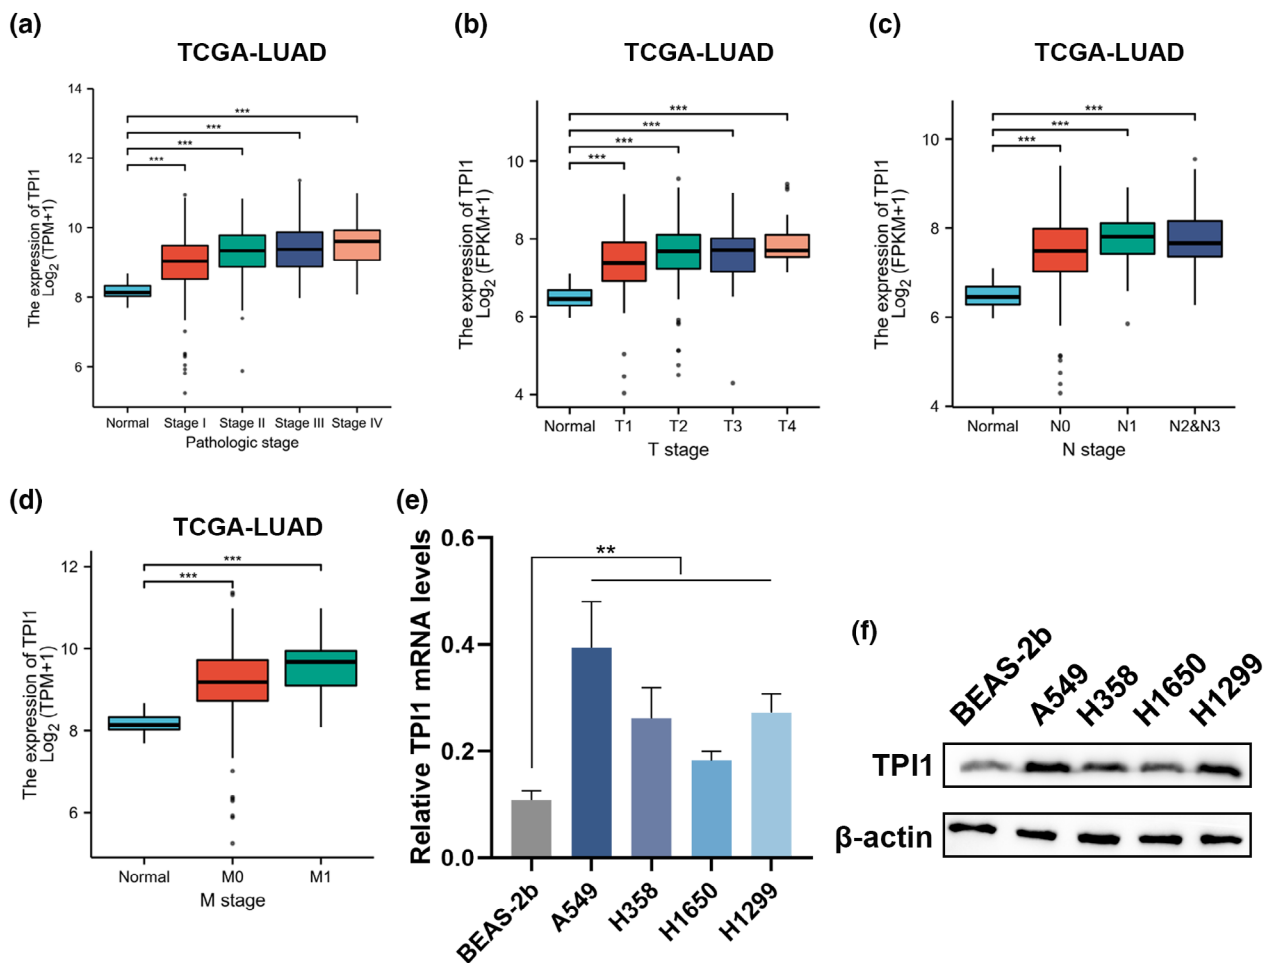 (a)
TCGA-LUAD
The expression of TPI1
Log2 (TPM+1)
14
12
10
8
6
***
***
***
***
Normal Stage I Stage II Stage III Stage IV
Pathologic stage
(b)
TCGA-LUAD
The expression of TPI1
Log2 (FPKM+1)
10
8
6
4
***
***
***
***
Normal T1 T2 T3 T4
T stage
(c)
TCGA-LUAD
The expression of TPI1
Log2 (FPKM+1)
10
8
6
4
***
***
***
Normal N0 N1 N2&N3
N stage
(d)
TCGA-LUAD
The expression of TPI1
Log2 (TPM+1)
12
10
8
6
***
***
Normal M0 M1
M stage
(e)
Relative TPI1 mRNA levels
0.6
0.4
0.2
0.0
**
BEAS-2b A549 H358 H1650 H1299
(f)
BEAS-2b A549 H358 H1650 H1299
TPI1
β-actin